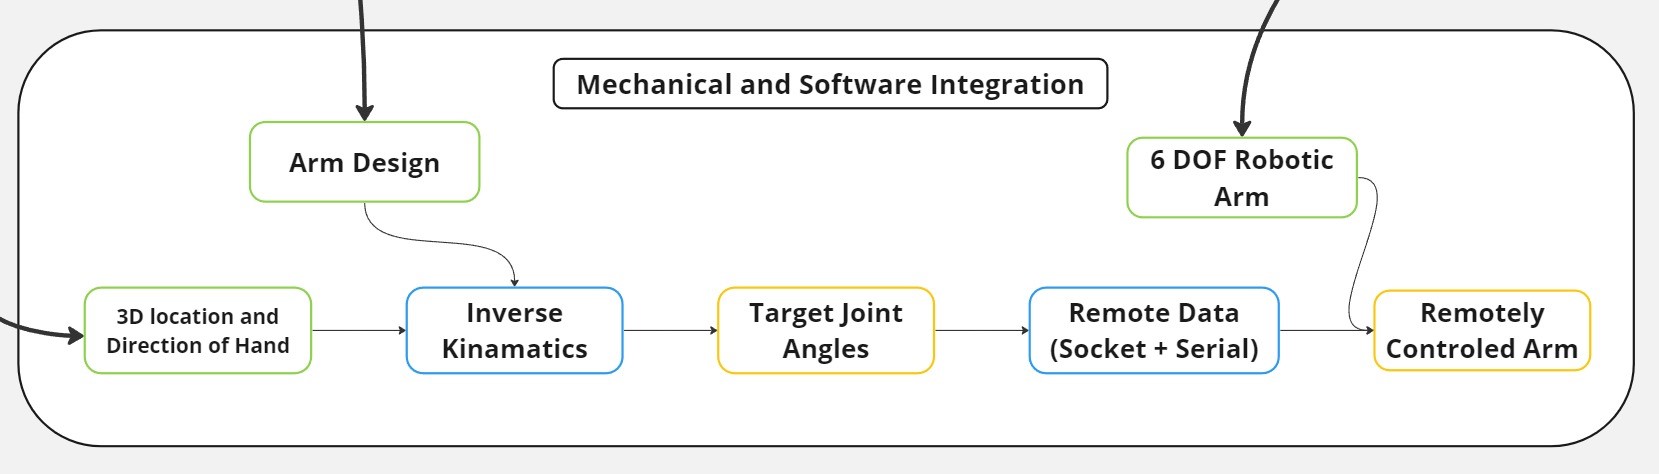 Mechanical and Software Integration
Arm Design
6 DOF Robotic
Arm
3D location and
Direction of Hand
Inverse
Kinamatics
Target Joint
Angles
Remote Data
(Socket + Serial)
Remotely
Controled Arm